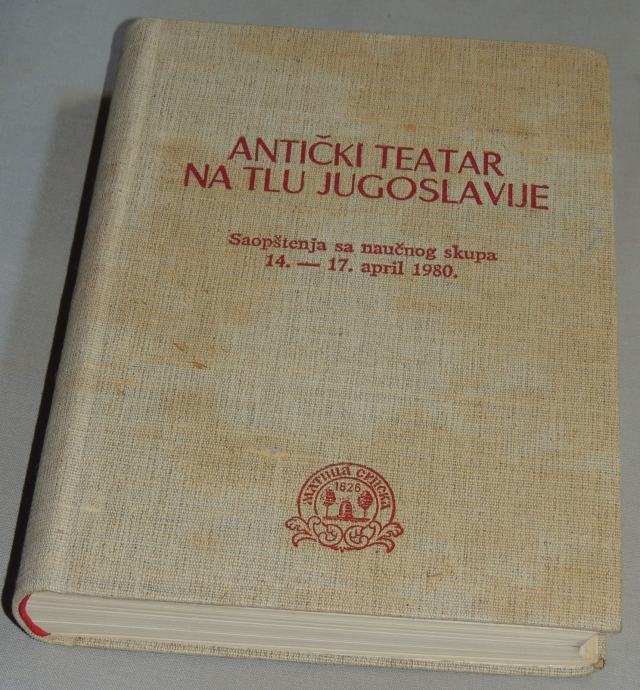 ANTIČKI TEATAR
NA TLU JUGOSLAVIJE
Saopštenja sa naučnog skupa
14. — 17. april 1980.
МАТИЦА СРПСКА
1826